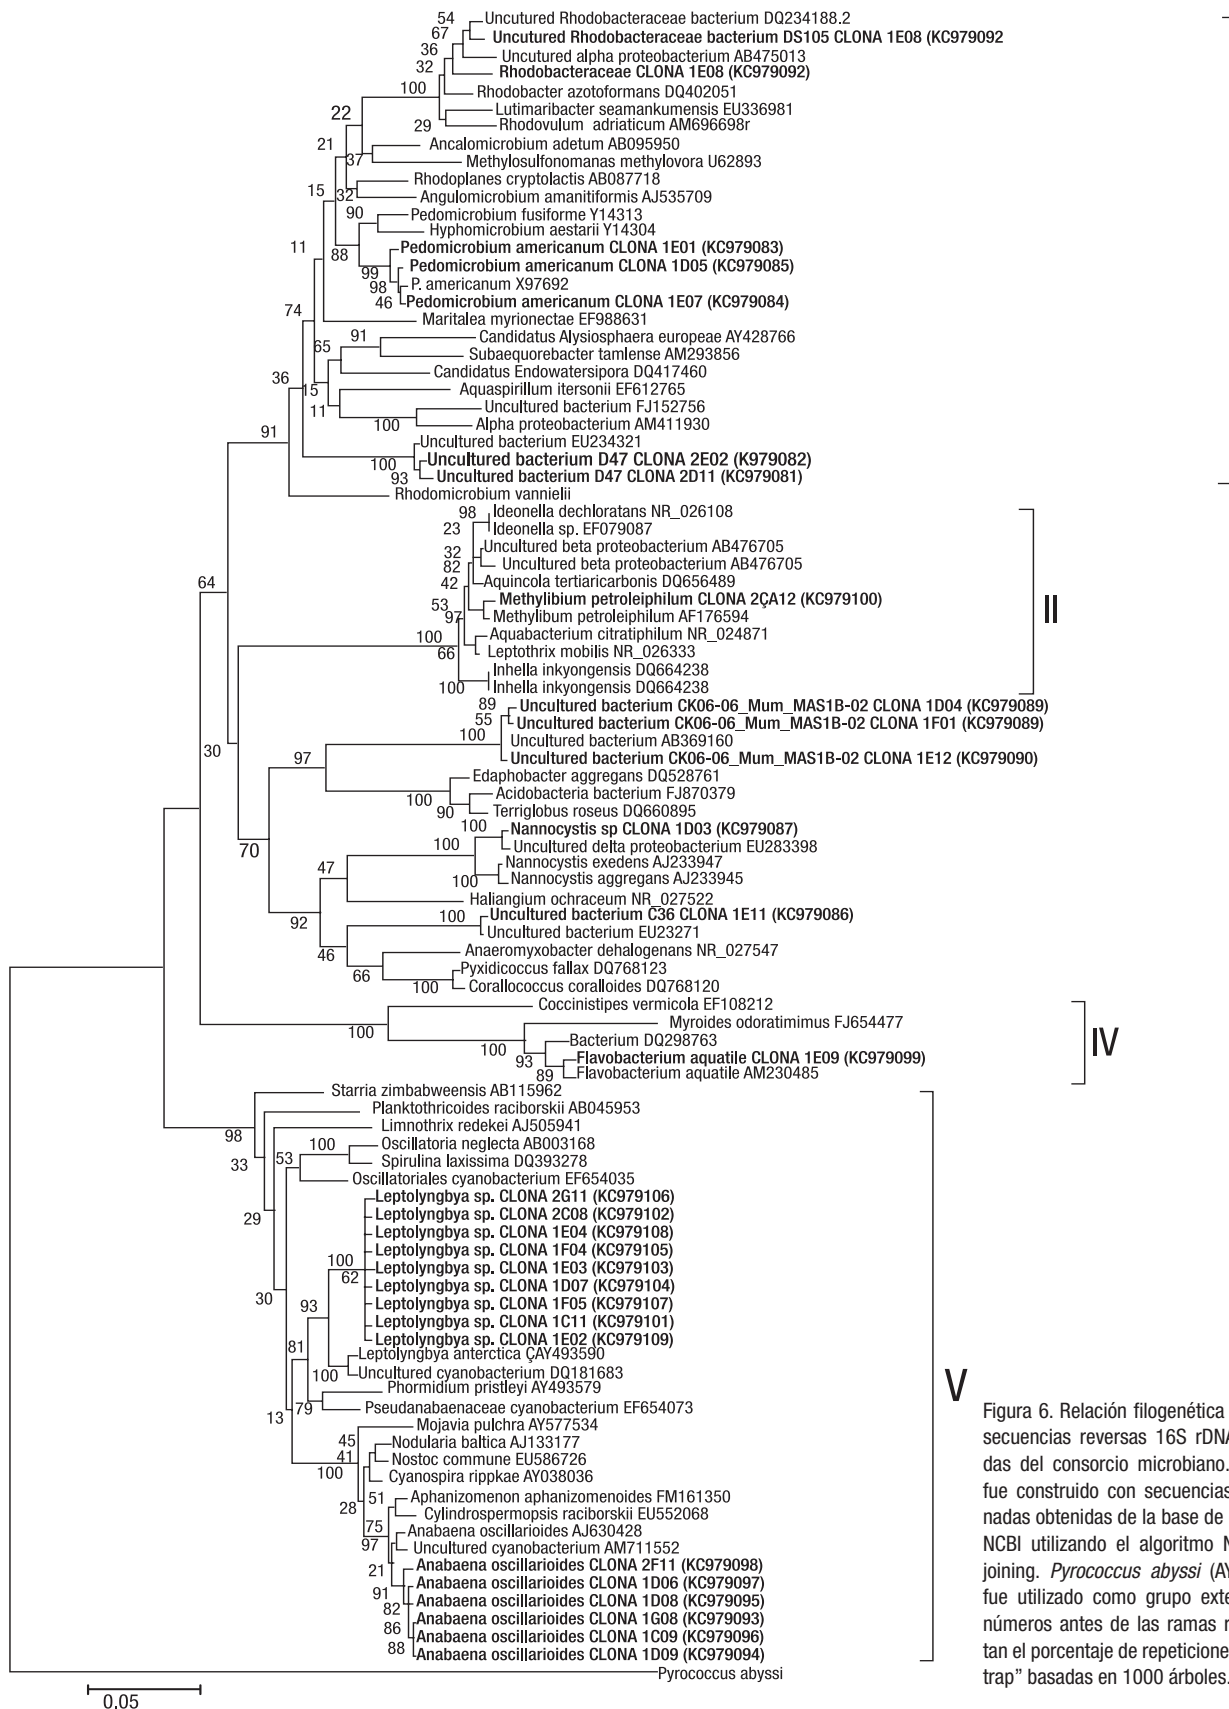 54
Uncutured Rhodobacteraceae bacterium DQ234188.2
67
Uncutured Rhodobacteraceae bacterium DS105 CLONA 1E08 (KC979092
36
Uncutured alpha proteobacterium AB475013
32
Rhodobacteraceae CLONA 1E08 (KC979092)
100
Rhodobacter azotoformans DQ402051
Lutimaribacter seamankumensis EU336981
29
Rhodovulum adriaticum AM696698r
22
21
Ancalomicrobium adetum AB095950
37
Methylosulfonomanas methylovora U62893
Rhodoplanes cryptolactis AB087718
15
32
Angulomicrobium amanitiformis AJ535709
90
Pedomicrobium fusiforme Y14313
Hyphomicrobium aestarii Y14304
11
88
Pedomicrobium americanum CLONA 1E01 (KC979083)
99
Pedomicrobium americanum CLONA 1D05 (KC979085)
98
P. americanum X97692
46
Pedomicrobium americanum CLONA 1E07 (KC979084)
74
Maritalea myrionectae EF988631
91
Candidatus Alysiosphaera europeae AY428766
65
Subaequorebacter tamlense AM293856
Candidatus Endowatersipora DQ417460
36
15
Aquaspirillum itersonii EF612765
11
Uncultured bacterium FJ152756
100
Alpha proteobacterium AM411930
91
Uncultured bacterium EU234321
100
Uncultured bacterium D47 CLONA 2E02 (K979082)
93
Uncultured bacterium D47 CLONA 2D11 (KC979081)
Rhodomicrobium vannielii
98
Ideonella dechloratans NR_026108
23
Ideonella sp. EF079087
32
Uncultured beta proteobacterium AB476705
82
Uncultured beta proteobacterium AB476705
42
Aquincola tertiaricarbonis DQ656489
64
53
Methylibium petroleiphilum CLONA 2ÇA12 (KC979100)
II
97
Methylibum petroleiphilum AF176594
100
Aquabacterium citratiphilum NR_024871
66
Leptothrix mobilis NR_026333
Inhella inkyongensis DQ664238
100
Inhella inkyongensis DQ664238
89
Uncultured bacterium CK06-06_Mum_MAS1B-02 CLONA 1D04 (KC979089)
55
Uncultured bacterium CK06-06_Mum_MAS1B-02 CLONA 1F01 (KC979089)
100
Uncultured bacterium AB369160
30
97
Uncultured bacterium CK06-06_Mum_MAS1B-02 CLONA 1E12 (KC979090)
Edaphobacter aggregans DQ528761
100
Acidobacteria bacterium FJ870379
90
Terriglobus roseus DQ660895
100
Nannocystis sp CLONA 1D03 (KC979087)
70
100
Uncultured delta proteobacterium EU283398
47
Nannocystis exedens AJ233947
100
Nannocystis aggregans AJ233945
Haliangium ochraceum NR_027522
92
100
Uncultured bacterium C36 CLONA 1E11 (KC979086)
Uncultured bacterium EU23271
46
Anaeromyxobacter dehalogenans NR_027547
66
Pyxidicoccus fallax DQ768123
100
Corallococcus coralloides DQ768120
Coccinistipes vermicola EF108212
100
Myroides odoratimimus FJ654477
100
Bacterium DQ298763
IV
93
Flavobacterium aquatile CLONA 1E09 (KC979099)
89
Flavobacterium aquatile AM230485
Starria zimbabweensis AB115962
Planktothricoides raciborskii AB045953
98
Limnothrix redekei AJ505941
100
Oscillatoria neglecta AB003168
33
53
Spirulina laxissima DQ393278
Oscillatoriales cyanobacterium EF654035
Leptolyngbya sp. CLONA 2G11 (KC979106)
29
Leptolyngbya sp. CLONA 2C08 (KC979102)
Leptolyngbya sp. CLONA 1E04 (KC979108)
Leptolyngbya sp. CLONA 1F04 (KC979105)
100
Leptolyngbya sp. CLONA 1E03 (KC979103)
62
Leptolyngbya sp. CLONA 1D07 (KC979104)
30
Leptolyngbya sp. CLONA 1F05 (KC979107)
93
Leptolyngbya sp. CLONA 1C11 (KC979101)
Leptolyngbya sp. CLONA 1E02 (KC979109)
81
Leptolyngbya anterctica ÇAY493590
100
Uncultured cyanobacterium DQ181683
V
Phormidium pristleyi AY493579
79
Pseudanabaenaceae cyanobacterium EF654073
13
Mojavia pulchra AY577534
45
Nodularia baltica AJ133177
41
Nostoc commune EU586726
100
Cyanospira rippkae AY038036
51
Aphanizomenon aphanizomenoides FM161350
28
Cylindrospermopsis raciborskii EU552068
75
Anabaena oscillarioides AJ630428
97
Uncultured cyanobacterium AM711552
21
Anabaena oscillarioides CLONA 2F11 (KC979098)
91
Anabaena oscillarioides CLONA 1D06 (KC979097)
82
Anabaena oscillarioides CLONA 1D08 (KC979095)
86
Anabaena oscillarioides CLONA 1G08 (KC979093)
Anabaena oscillarioides CLONA 1C09 (KC979096)
88
Anabaena oscillarioides CLONA 1D09 (KC979094)
Pyrococcus abyssi
0.05
Figura 6. Relación filogenética
secuencias reversas 16S rDNA
das del consorcio microbiano.
fue construido con secuencias
nadas obtenidas de la base de
NCBI utilizando el algoritmo N
joining. Pyrococcus abyssi (AY
fue utilizado como grupo exte
números antes de las ramas r
tan el porcentaje de repeticione
trap” basadas en 1000 árboles.